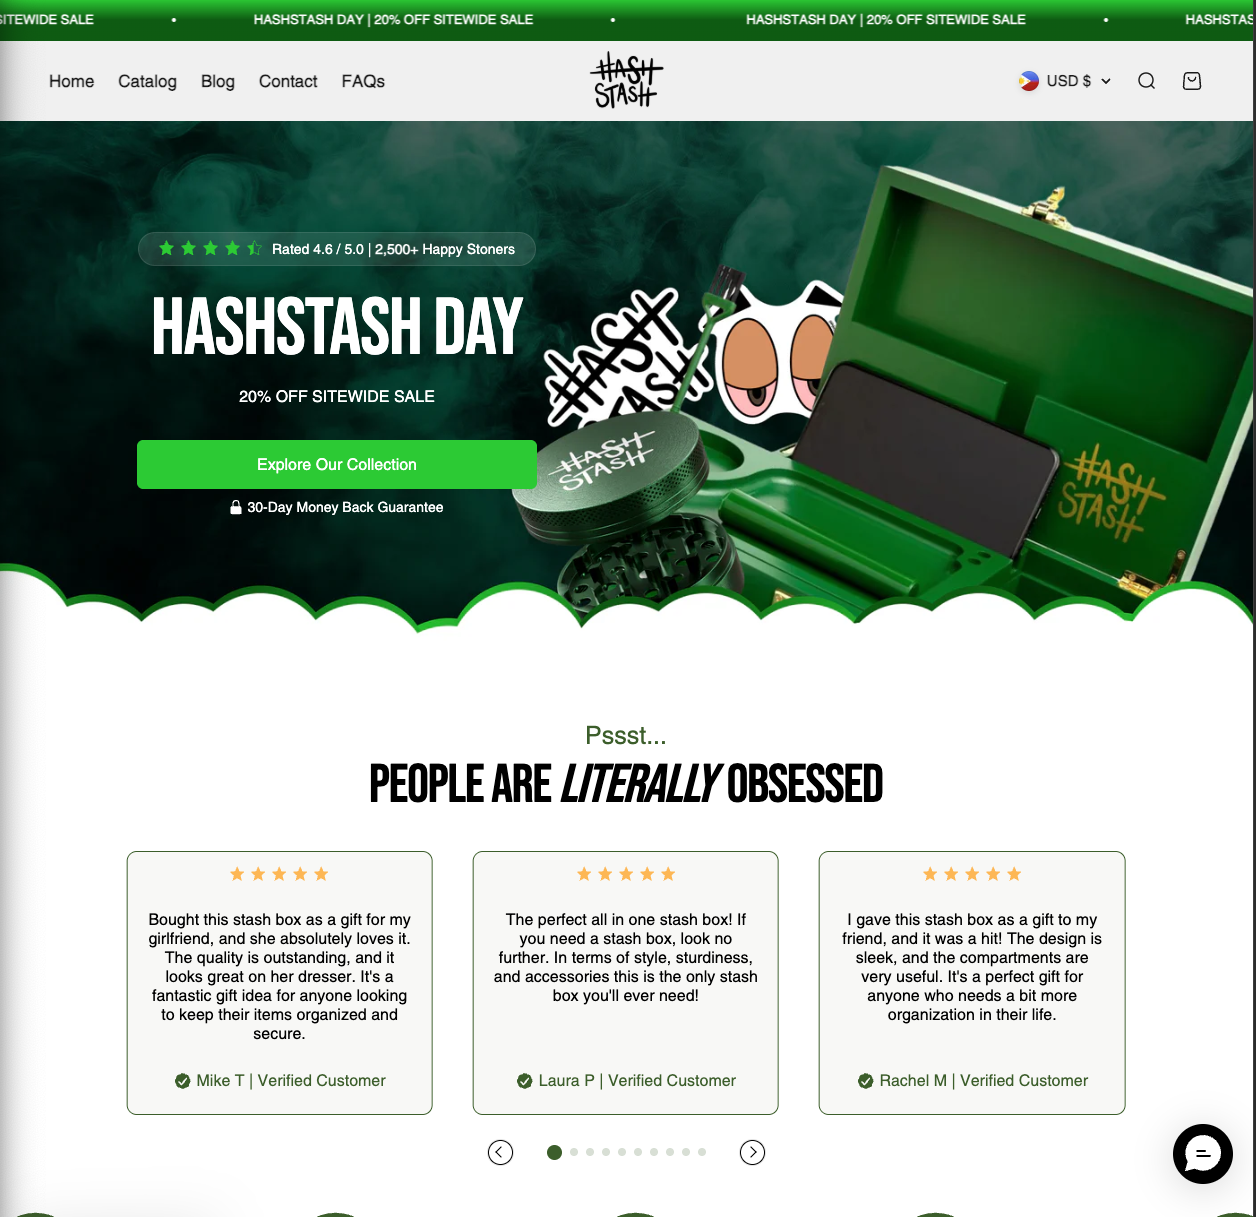 SITEWIDE SALE • HASHSTASH DAY | 20% OFF SITEWIDE SALE • HASHSTASH DAY | 20% OFF SITEWIDE SALE • HASHSTAS
Home Catalog Blog Contact FAQs
HASH
STASH
USD $
Rated 4.6 / 5.0 | 2,500+ Happy Stoners
HASHSTASH DAY
20% OFF SITEWIDE SALE
Explore Our Collection
30-Day Money Back Guarantee
HASH
STASH
HASH
STASH
HASH
STASH
Pssst...
PEOPLE ARE LITERALLY OBSESSED
Bought this stash box as a gift for my
girlfriend, and she absolutely loves it.
The quality is outstanding, and it
looks great on her dresser. It's a
fantastic gift idea for anyone looking
to keep their items organized and
secure.
Mike T | Verified Customer
The perfect all in one stash box! If
you need a stash box, look no
further. In terms of style, sturdiness,
and accessories this is the only stash
box you'll ever need!
Laura P | Verified Customer
I gave this stash box as a gift to my
friend, and it was a hit! The design is
sleek, and the compartments are
very useful. It's a perfect gift for
anyone who needs a bit more
organization in their life.
Rachel M | Verified Customer